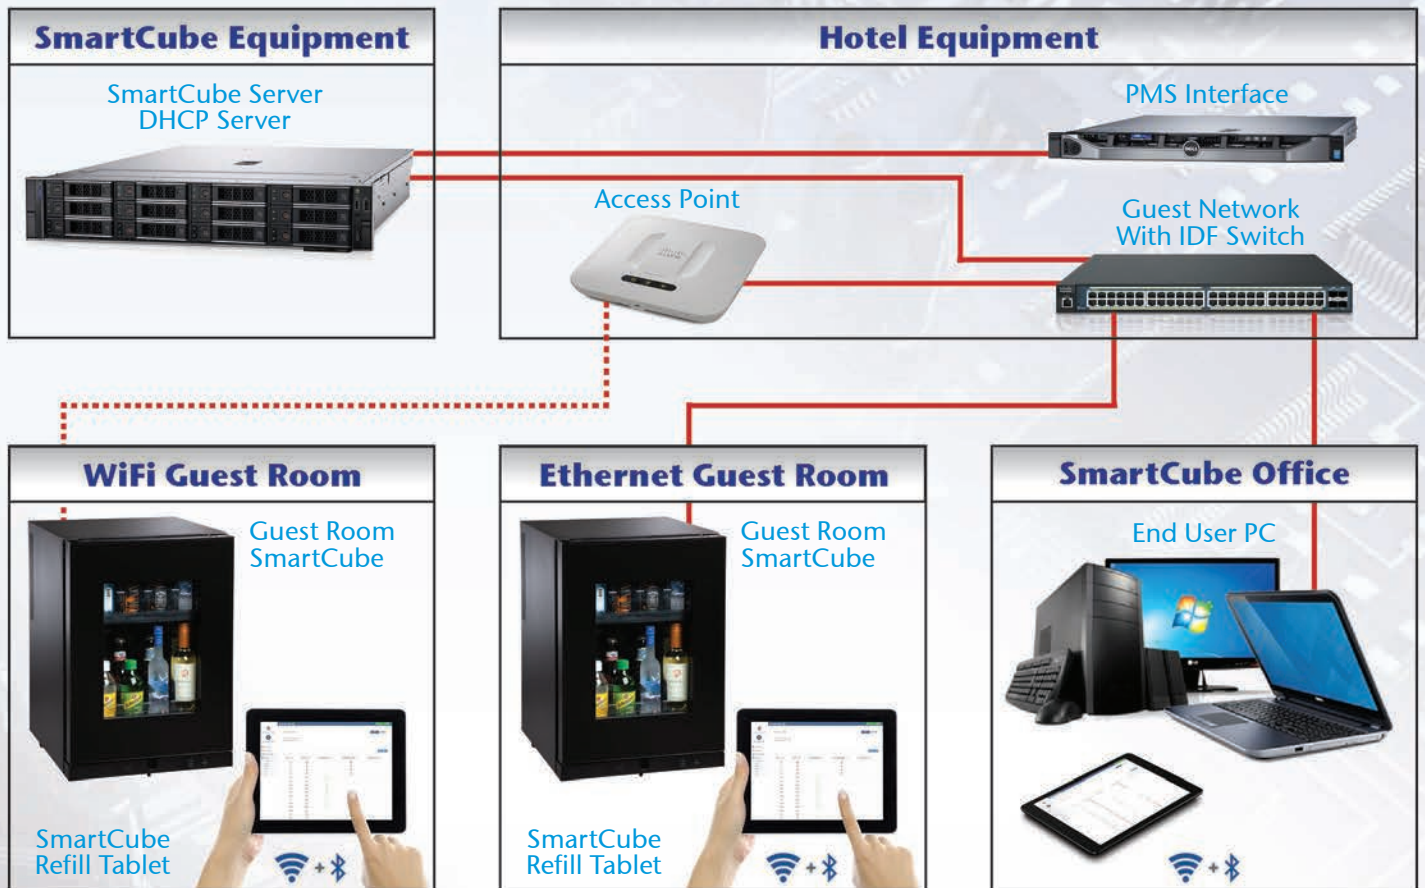 SmartCube Equipment
SmartCube Server
DHCP Server
Hotel Equipment
PMS Interface
DELL
Access Point
Guest Network
With IDF Switch
WiFi Guest Room
Guest Room
SmartCube
SmartCube
Refill Tablet
+
Ethernet Guest Room
Guest Room
SmartCube
SmartCube
Refill Tablet
+
SmartCube Office
End User PC
+